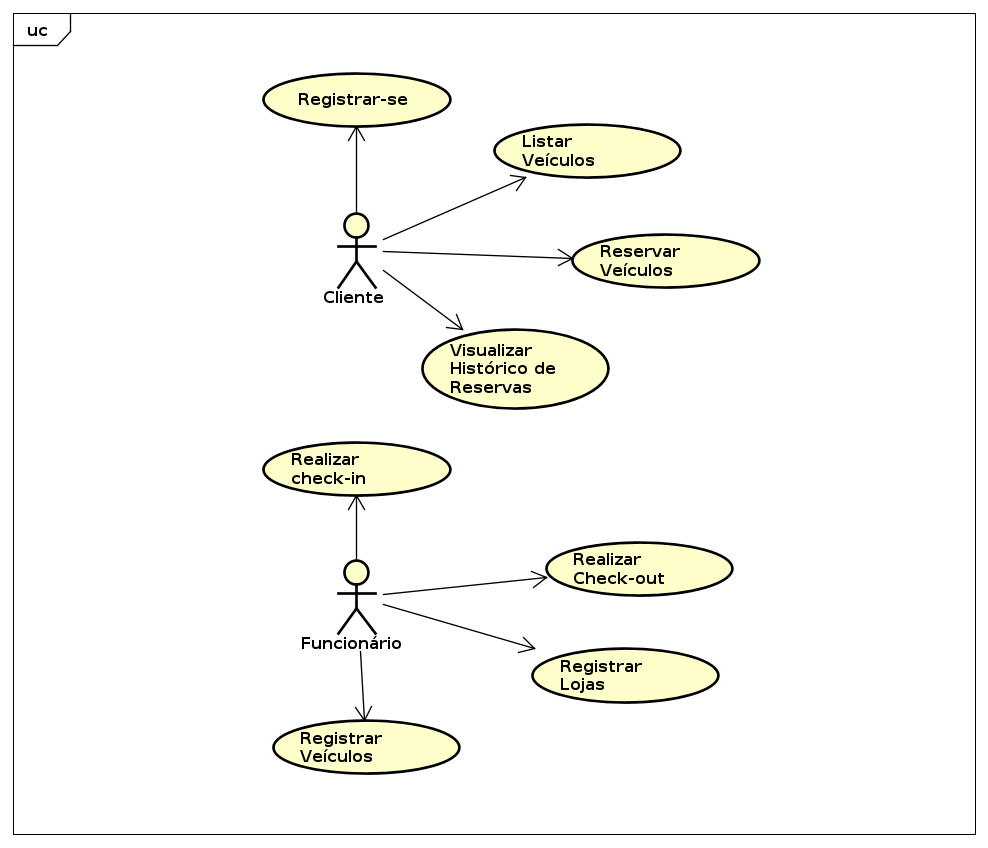 uc
Registrar-se
Listar
Veículos
Reservar
Veículos
Cliente
Visualizar
Histórico de
Reservas
Realizar
check-in
Realizar
Check-out
Funcionário
Registrar
Lojas
Registrar
Veículos